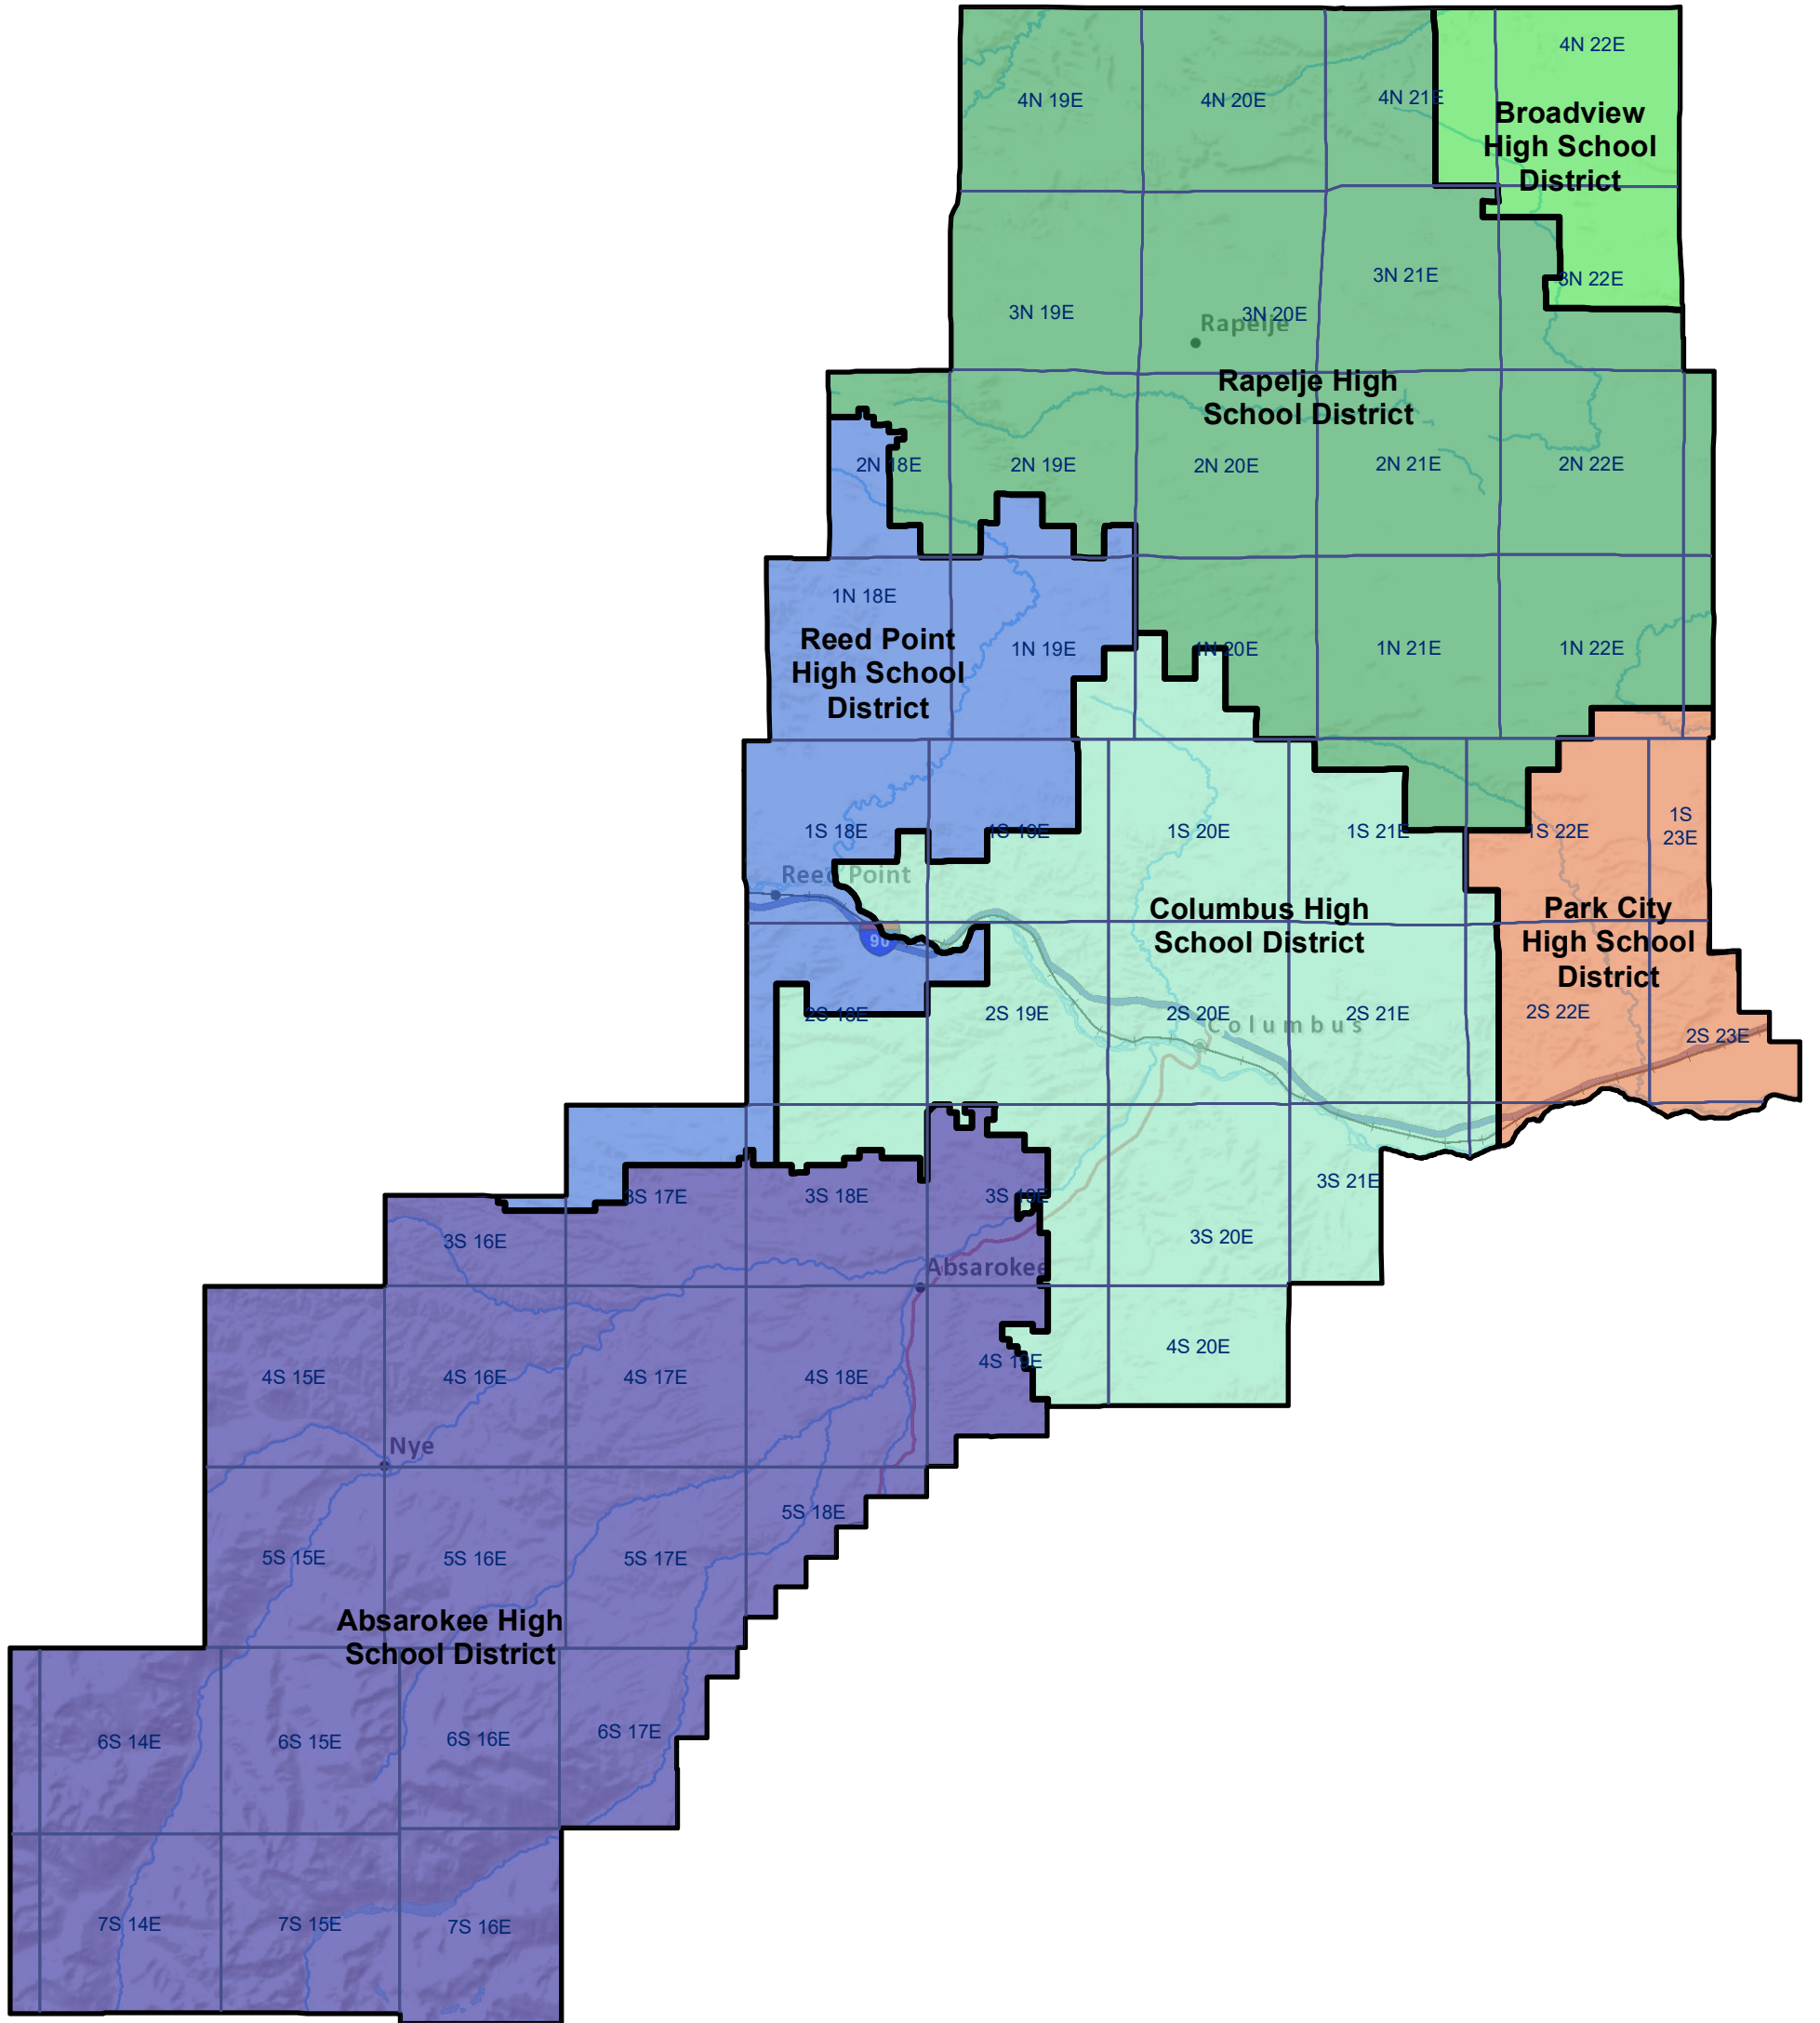 4N 22E
4N 19E
4N 20E
4N 21E
Broadview
High School
District
3N 21E
3N 22E
3N 19E
3N 20E
Rapelje
Rapelje High
School District
2N 18E
2N 19E
2N 20E
2N 21E
2N 22E
1N 18E
Reed Point
High School
District
1N 19E
1N 20E
1N 21E
1N 22E
1S 18E
1S 19E
1S 20E
1S 21E
1S 22E
1S
23E
Reed Point
90
Columbus High
School District
Park City
High School
District
2S 18E
2S 19E
2S 20E
2S 21E
2S 22E
2S 23E
Columbus
3S 16E
3S 17E
3S 18E
3S 19E
3S 20E
3S 21E
Absarokee
4S 15E
4S 16E
4S 17E
4S 18E
4S 19E
4S 20E
Nye
5S 18E
5S 15E
5S 16E
5S 17E
Absarokee High
School District
6S 14E
6S 15E
6S 16E
6S 17E
7S 14E
7S 15E
7S 16E